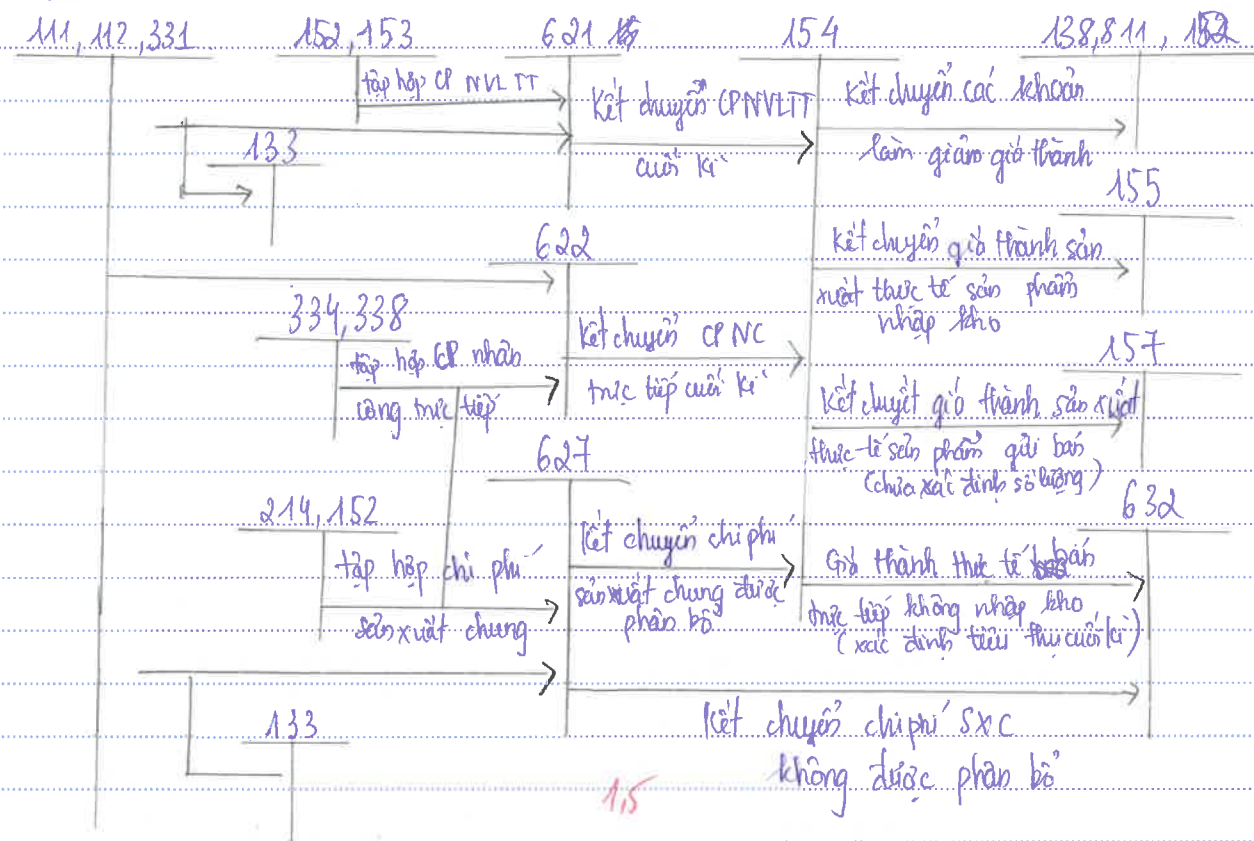 111, 112, 331 152, 153 621 154 138, 811, 152
tập hợp CP NVL TT
Kết chuyển CPNVLTT
cuối kì
Kết chuyển các khoản
làm giảm giá thành
133
155
622
Kết chuyển giá thành sản
xuất thực tế sản phẩm
nhập kho
334, 338
tập hợp CP nhân
công trực tiếp
Kết chuyển CP NC
trực tiếp cuối kì
157
Kết chuyết giá thành sản xuất
thực tế sản phẩm gửi bán
(chưa xác định số lượng)
627
214, 152
tập hợp chi phí
sản xuất chung
Kết chuyển chi phí
sản xuất chung được
phân bổ
632
Giá thành thực tế bán
trực tiếp không nhập kho
(xác định tiêu thụ cuối kì)
133
Kết chuyển chi phí SXC
không được phân bổ
1,5